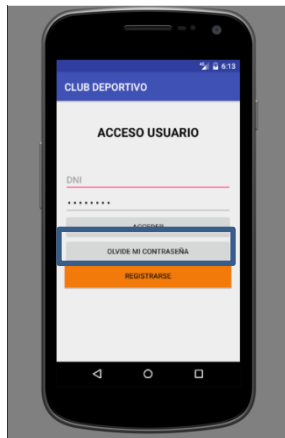 6:13
CLUB DEPORTIVO
ACCESO USUARIO
DNI
ACCEDER
OLVIDE MI CONTRASEÑA
REGISTRARSE